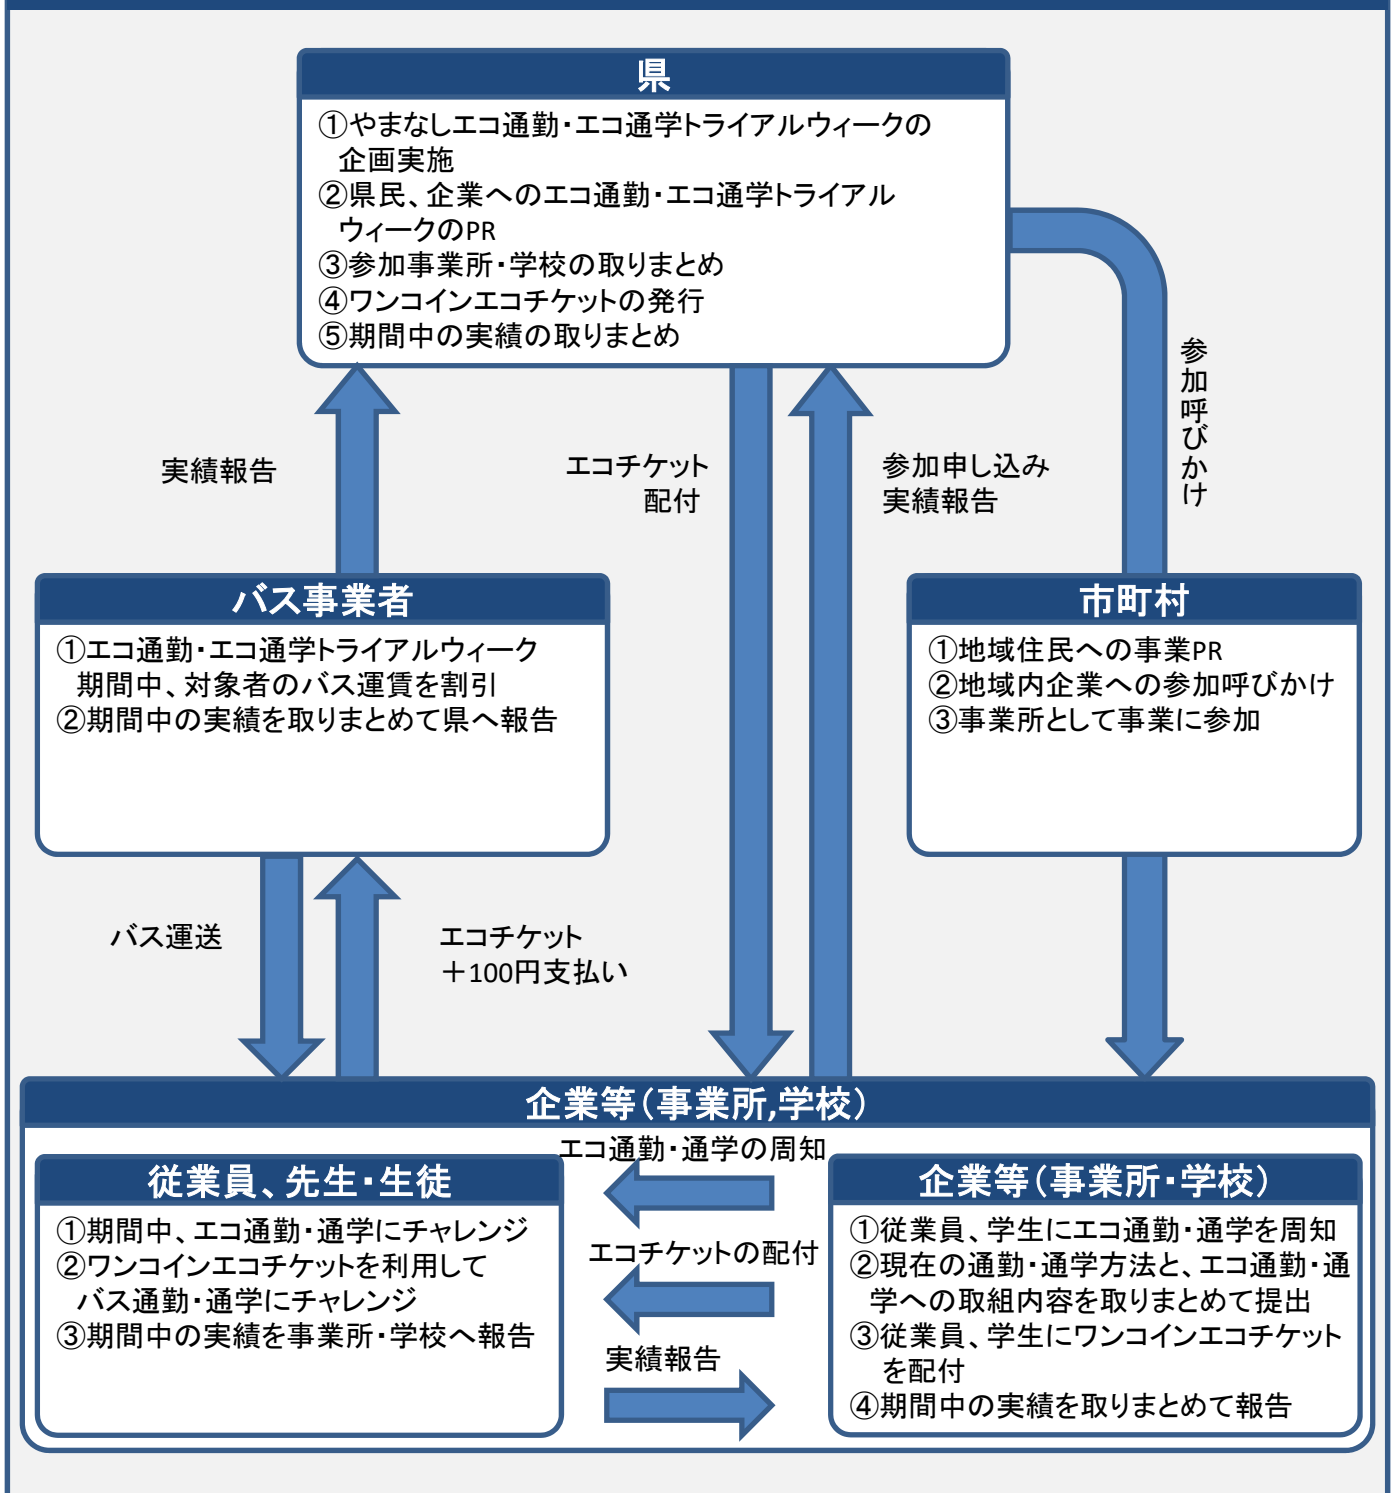 県
①やまなしエコ通勤・エコ通学トライアルウィークの
企画実施
②県民、企業へのエコ通勤・エコ通学トライアル
ウィークのPR
③参加事業所・学校の取りまとめ
④ワンコインエコチケットの発行
⑤期間中の実績の取りまとめ
実績報告
エコチケット
配付
参加申し込み
実績報告
参加呼びかけ
バス事業者
①エコ通勤・エコ通学トライアルウィーク
期間中、対象者のバス運賃を割引
②期間中の実績を取りまとめて県へ報告
市町村
①地域住民への事業PR
②地域内企業への参加呼びかけ
③事業所として事業に参加
バス運送
エコチケット
＋100円支払い
企業等（事業所,学校）
従業員、先生・生徒
①期間中、エコ通勤・通学にチャレンジ
②ワンコインエコチケットを利用して
バス通勤・通学にチャレンジ
③期間中の実績を事業所・学校へ報告
エコ通勤・通学の周知
エコチケットの配付
実績報告
企業等（事業所・学校）
①従業員、学生にエコ通勤・通学を周知
②現在の通勤・通学方法と、エコ通勤・通
学への取組内容を取りまとめて提出
③従業員、学生にワンコインエコチケット
を配付
④期間中の実績を取りまとめて報告